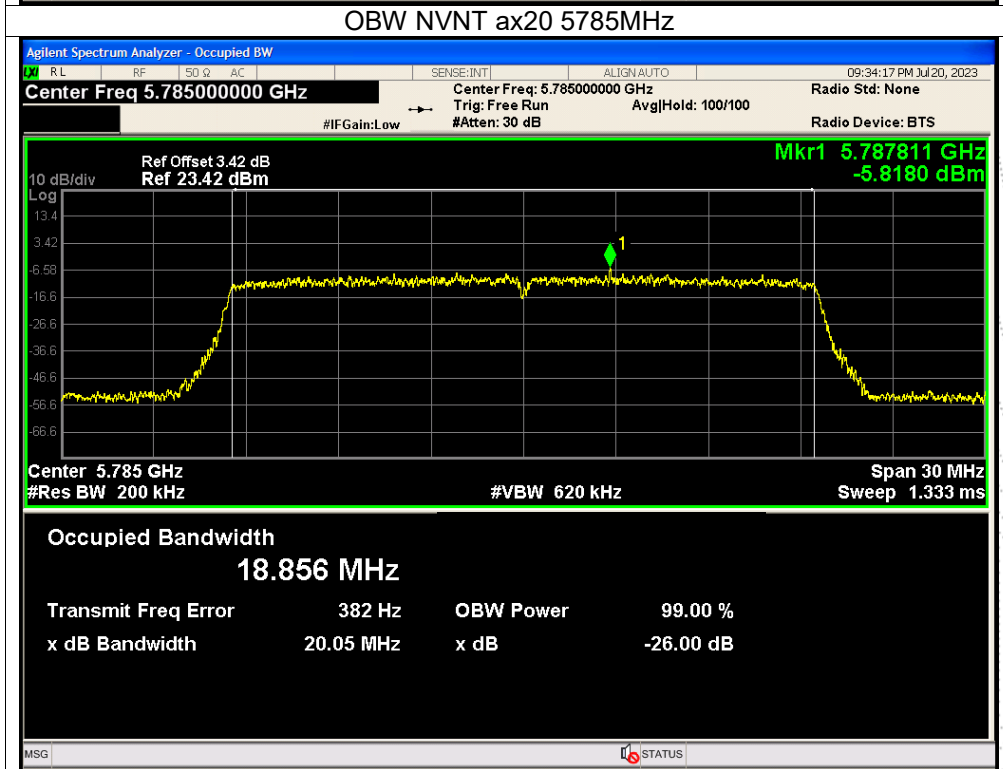 OBW NVNT ax20 5785MHz
Agilent Spectrum Analyzer - Occupied BW
LXI RL RF 50 Ω AC SENSE:INT ALIGN AUTO 09:34:17 PM Jul 20, 2023
Center Freq 5.785000000 GHz Center Freq: 5.785000000 GHz Radio Std: None
Trig: Free Run Avg|Hold: 100/100
#IFGain:Low #Atten: 30 dB Radio Device: BTS
Mkr1 5.787811 GHz
-5.8180 dBm
Ref Offset 3.42 dB
10 dB/div Ref 23.42 dBm
Log
13.4
3.42
1
-6.58
-16.6
-26.6
-36.6
-46.6
-56.6
-66.6
Center 5.785 GHz Span 30 MHz
#Res BW 200 kHz #VBW 620 kHz Sweep 1.333 ms
Occupied Bandwidth
18.856 MHz
Transmit Freq Error 382 Hz OBW Power 99.00 %
x dB Bandwidth 20.05 MHz x dB -26.00 dB
MSG STATUS